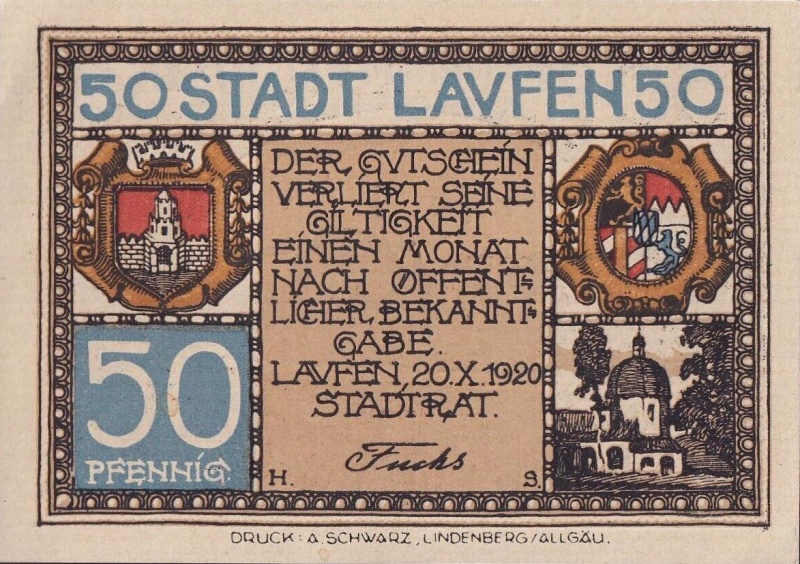 50 STADT LAVFEN 50
DER GVTSCHEIN
VERLIERT SEINE
GILTIGKEIT
EINEN MONAT
NACH ØFFENT=
LICHER BEKANNT=
GABE.
LAVFEN, 20.X.1920
STADTRAT.
Fuchs
H. S.
50
PFENNIG.
DRUCK: A. SCHWARZ, LINDENBERG/ALLGÄU.